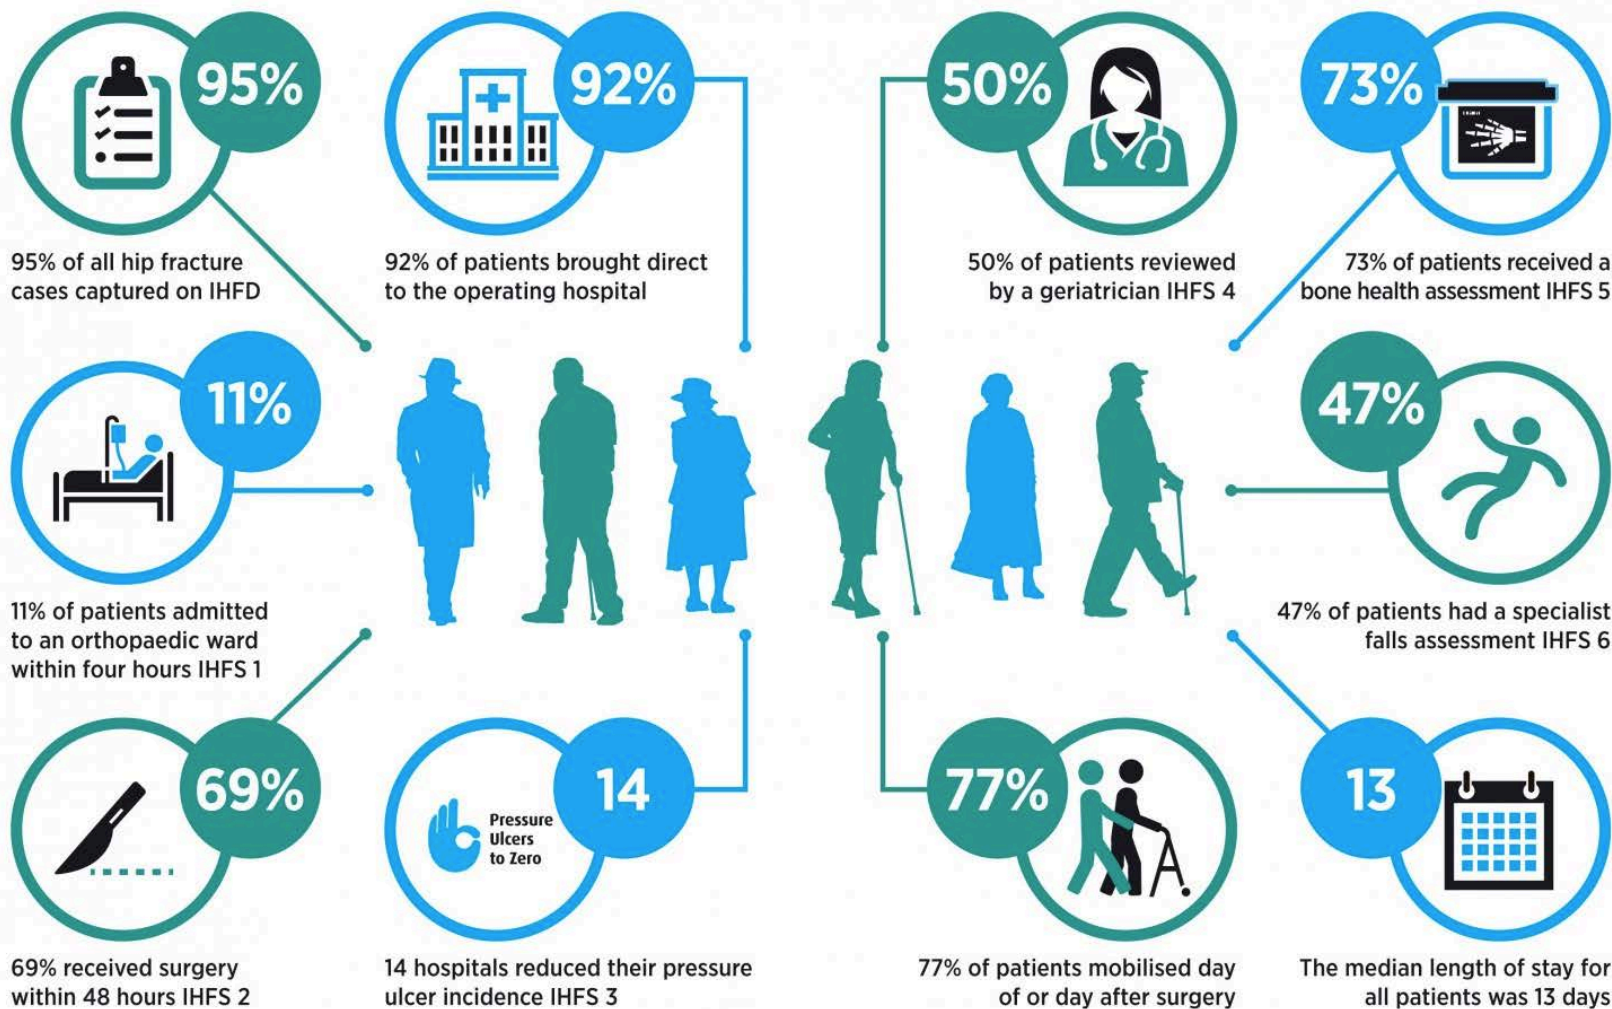 95%
95% of all hip fracture
cases captured on IHFD
92%
92% of patients brought direct
to the operating hospital
50%
50% of patients reviewed
by a geriatrician IHFS 4
73%
73% of patients received a
bone health assessment IHFS 5
11%
11% of patients admitted
to an orthopaedic ward
within four hours IHFS 1
47%
47% of patients had a specialist
falls assessment IHFS 6
69%
69% received surgery
within 48 hours IHFS 2
Pressure
Ulcers
to Zero
14
14 hospitals reduced their pressure
ulcer incidence IHFS 3
77%
77% of patients mobilised day
of or day after surgery
13
The median length of stay for
all patients was 13 days